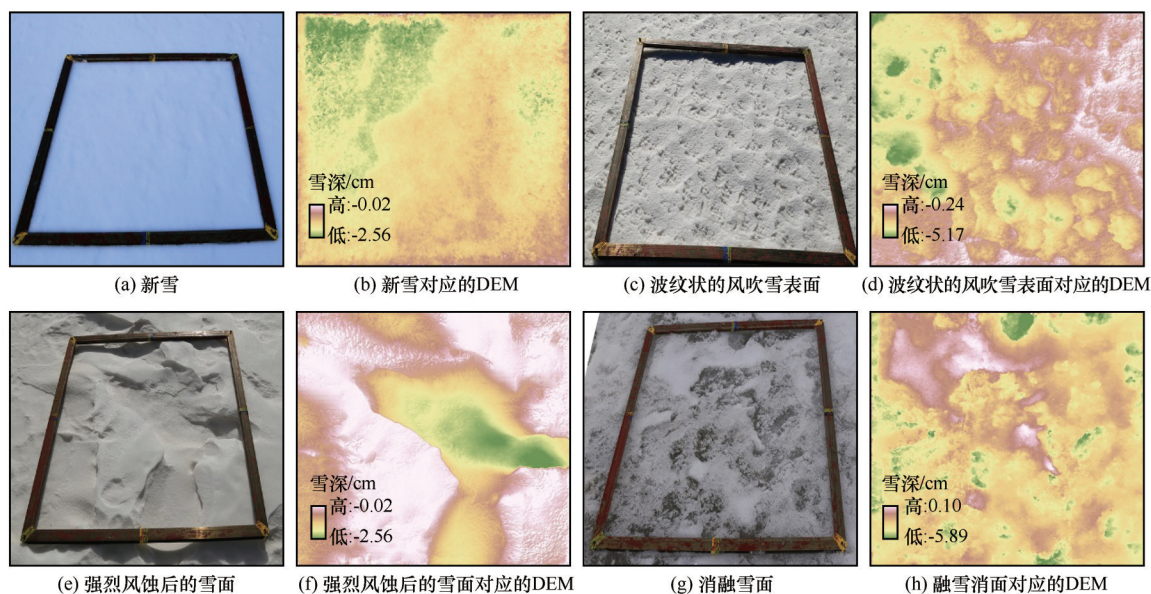 雪深/cm
高:-0.02
低:-2.56
雪深/cm
高:-0.24
低:-5.17
(a) 新雪
(b) 新雪对应的DEM
(c) 波纹状的风吹雪表面
(d) 波纹状的风吹雪表面对应的DEM
雪深/cm
高:-0.02
低:-2.56
雪深/cm
高:0.10
低:-5.89
(e) 强烈风蚀后的雪面
(f) 强烈风蚀后的雪面对应的DEM
(g) 消融雪面
(h) 融雪消面对应的DEM